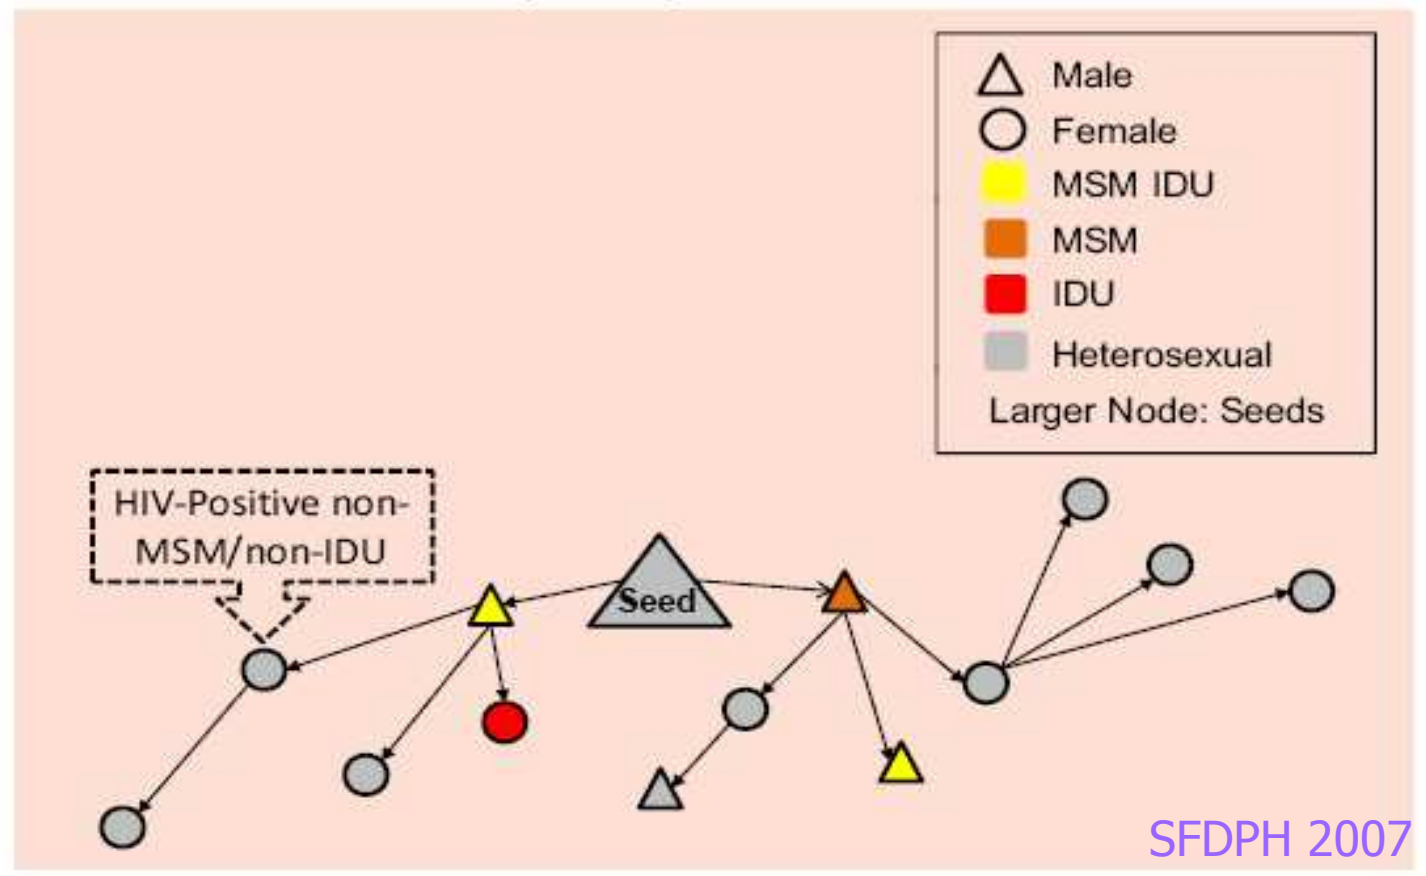 Male
Female
MSM IDU
MSM
IDU
Heterosexual
Larger Node: Seeds
HIV-Positive non-
MSM/non-IDU
Seed
SFDPH 2007